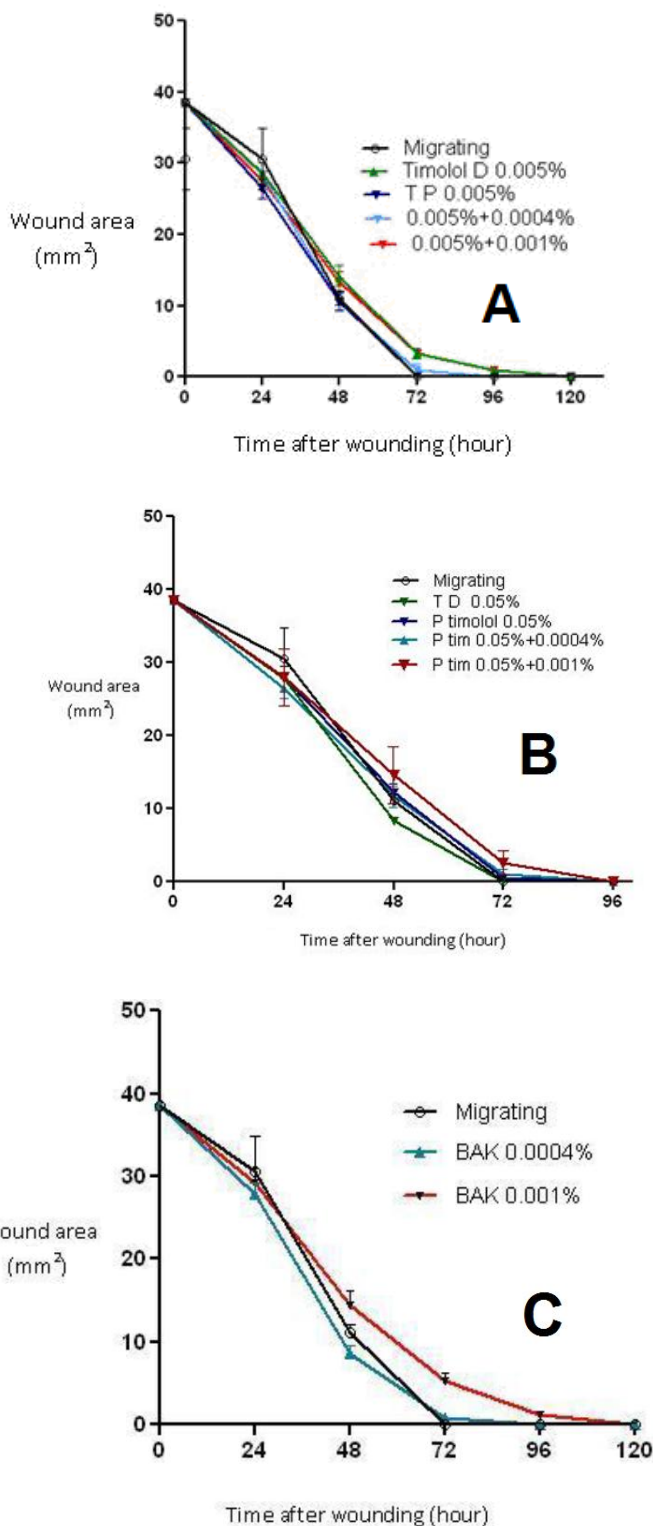 50
40
30
20
10
0
Wound area
(mm²)
Migrating
Timolol D 0.005%
T P 0.005%
0.005%+0.0004%
0.005%+0.001%
A
0 24 48 72 96 120
Time after wounding (hour)
50
40
30
20
10
0
Wound area
(mm²)
Migrating
T D 0.05%
P timolol 0.05%
P tim 0.05%+0.0004%
P tim 0.05%+0.001%
B
0 24 48 72 96
Time after wounding (hour)
50
40
30
20
10
0
ound area
(mm²)
Migrating
BAK 0.0004%
BAK 0.001%
C
0 24 48 72 96 120
Time after wounding (hour)